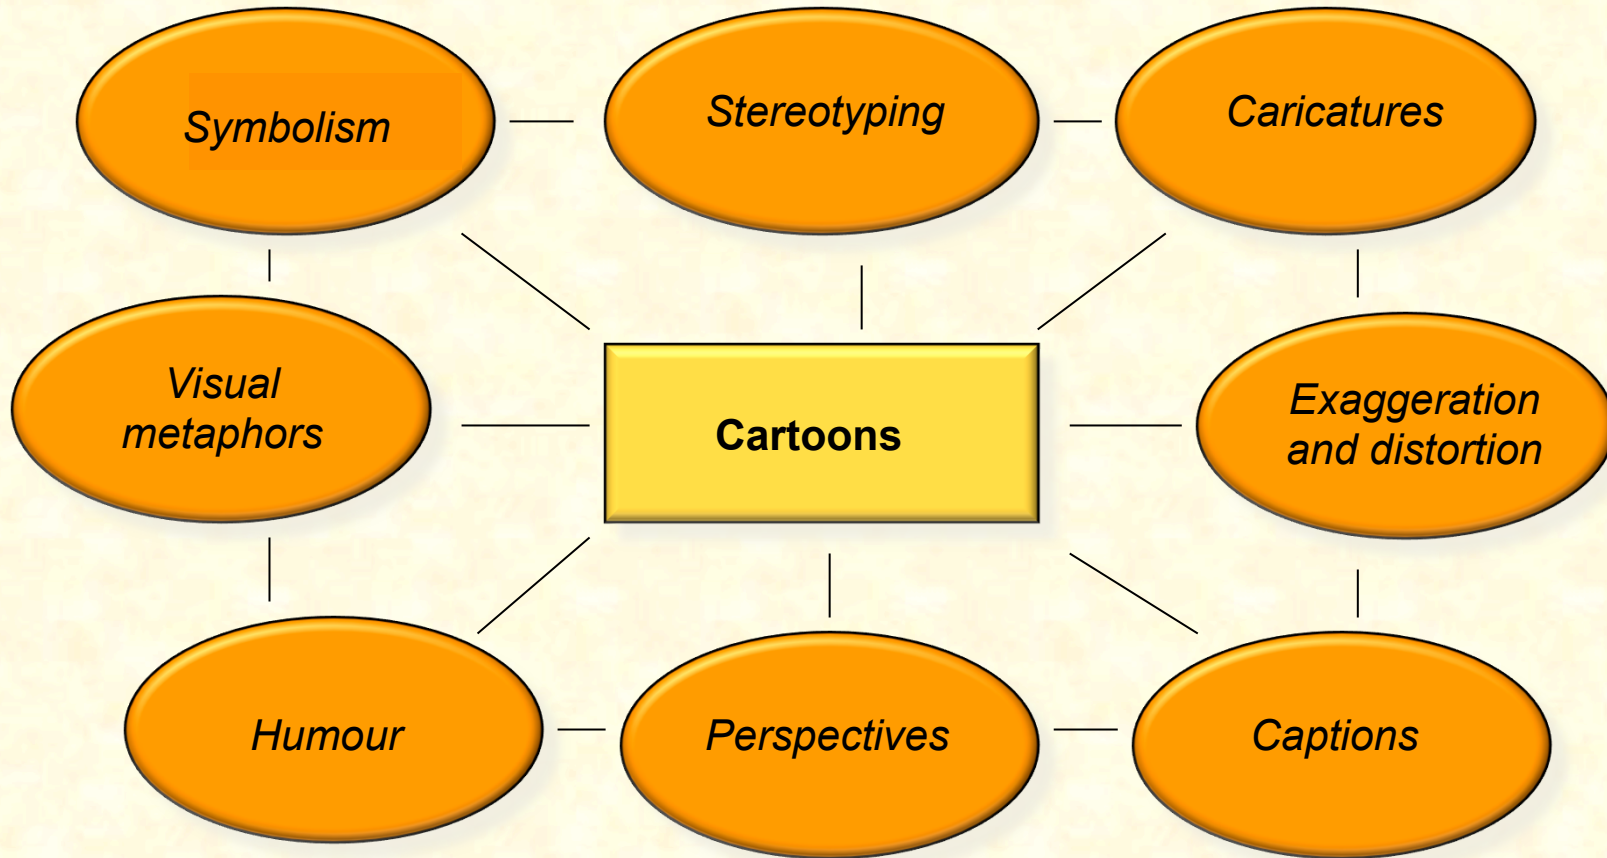 Symbolism
Stereotyping
Caricatures
Visual
metaphors
Cartoons
Exaggeration
and distortion
Humour
Perspectives
Captions